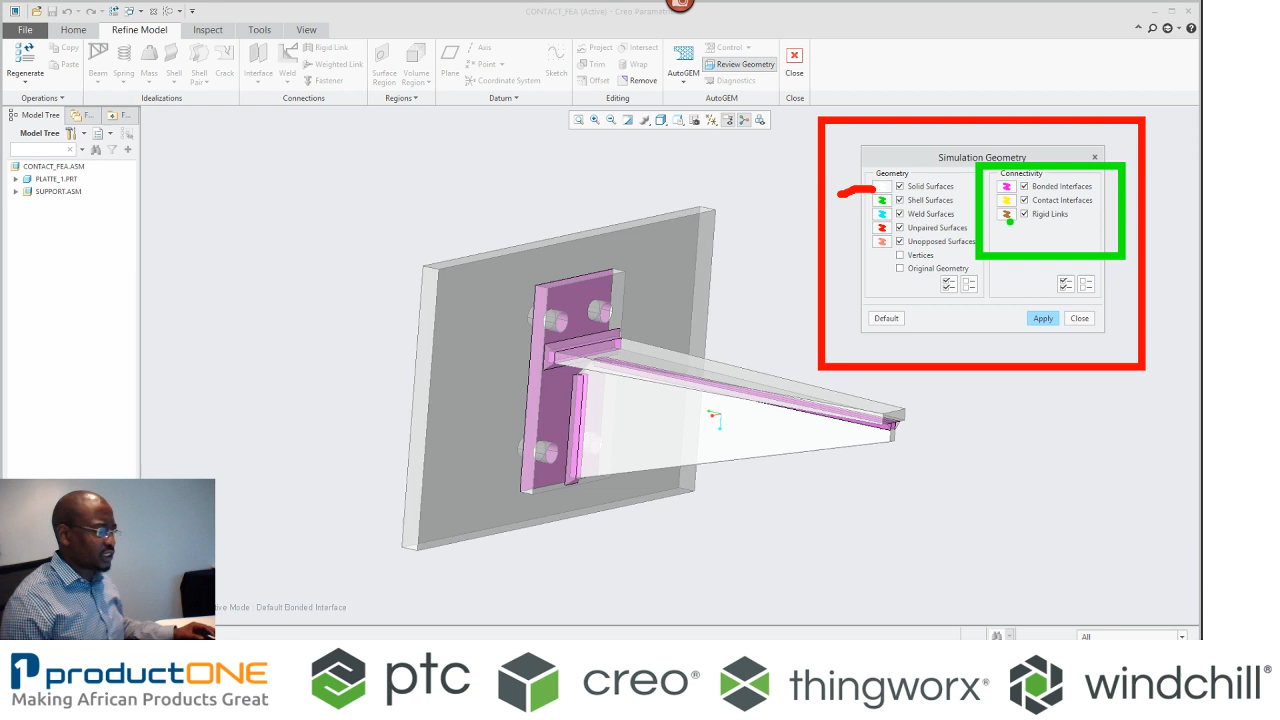 CONTACT_FEA (Active) - Creo Parametric
File Home Refine Model Inspect Tools View
Copy Rigid Link Axis Project Intersect Control
Paste Weighted Link Point Trim Wrap Review Geometry
Regenerate Beam Spring Mass Shell Shell Pair Crack Interface Weld Fastener Surface Region Volume Region Plane Coordinate System Sketch Offset Remove AutoGEM Diagnostics Close
Operations Idealizations Connections Regions Datum Editing AutoGEM Close
Model Tree F... F...
Model Tree
CONTACT_FEA.ASM
PLATTE_1.PRT
SUPPORT.ASM
Simulation Geometry
Geometry Connectivity
Solid Surfaces Bonded Interfaces
Shell Surfaces Contact Interfaces
Weld Surfaces Rigid Links
Unpaired Surfaces
Unopposed Surfaces
Vertices
Original Geometry
Default Apply Close
tive Mode : Default Bonded Interface
All
productONE
Making African Products Great
ptc
creo®
thingworx®
windchill®